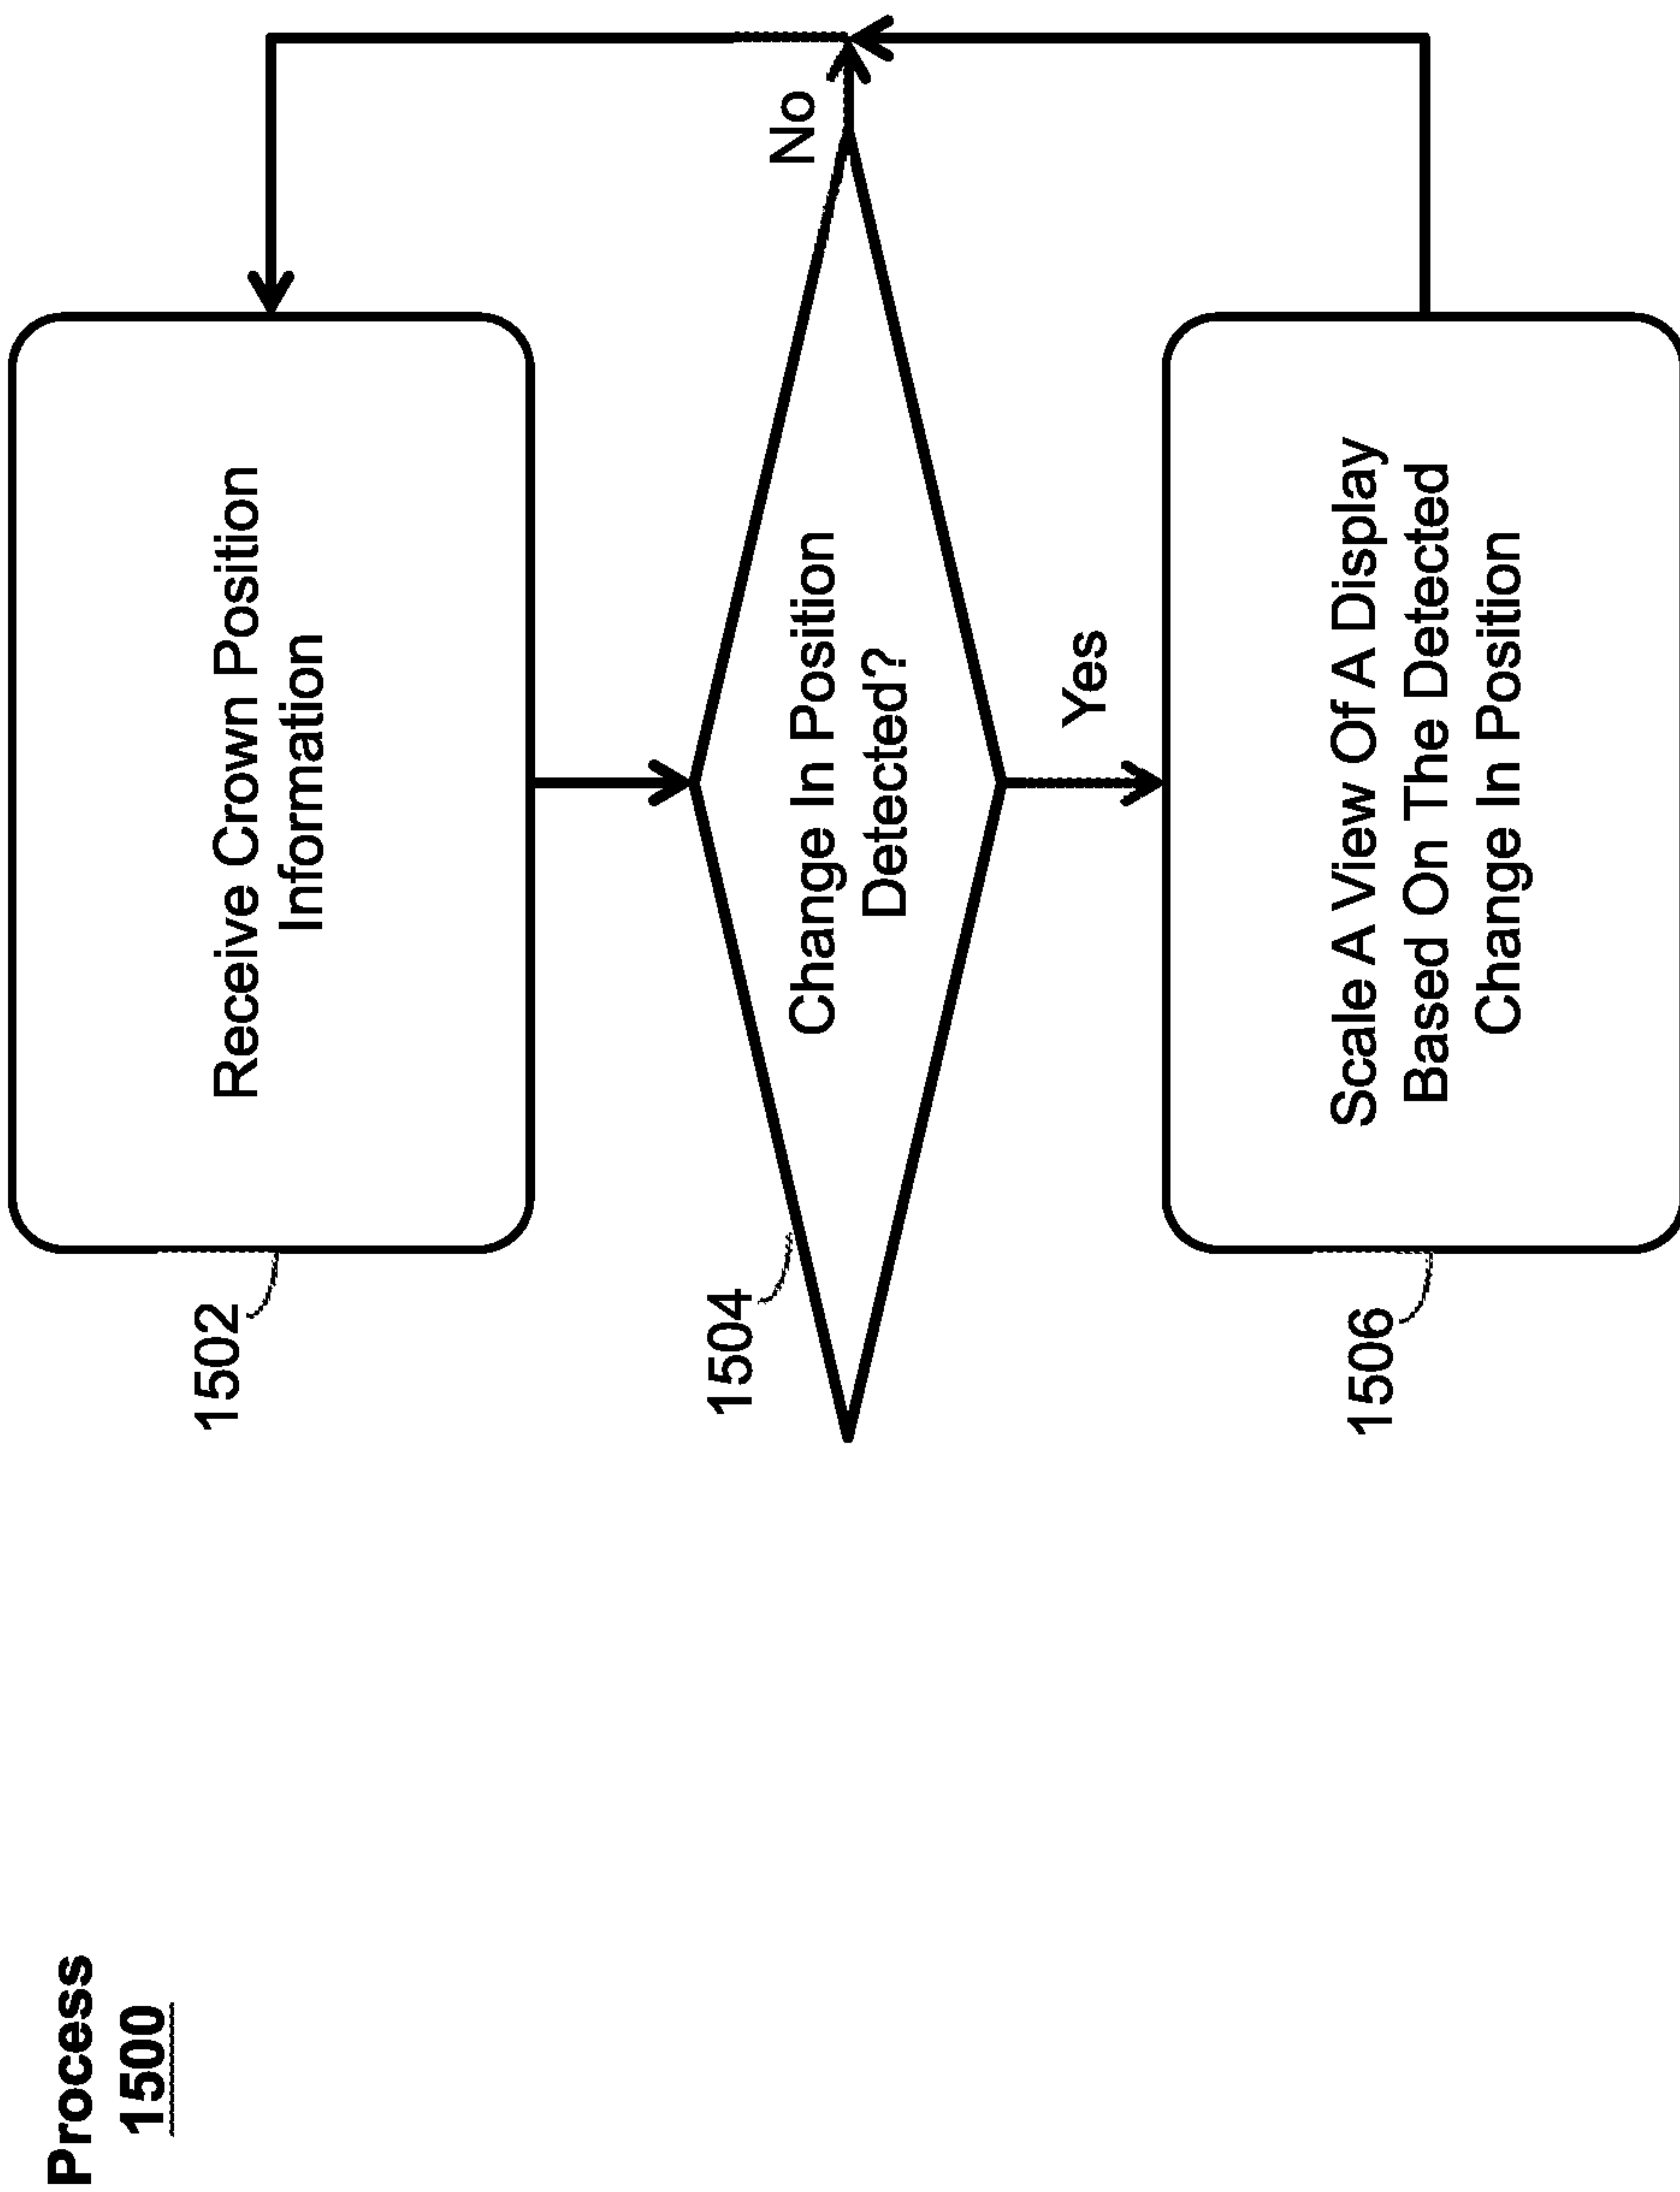 Process
1500
1502
Receive Crown Position
Information
1504
Change In Position
Detected?
No
Yes
1506
Scale A View Of A Display
Based On The Detected
Change In Position